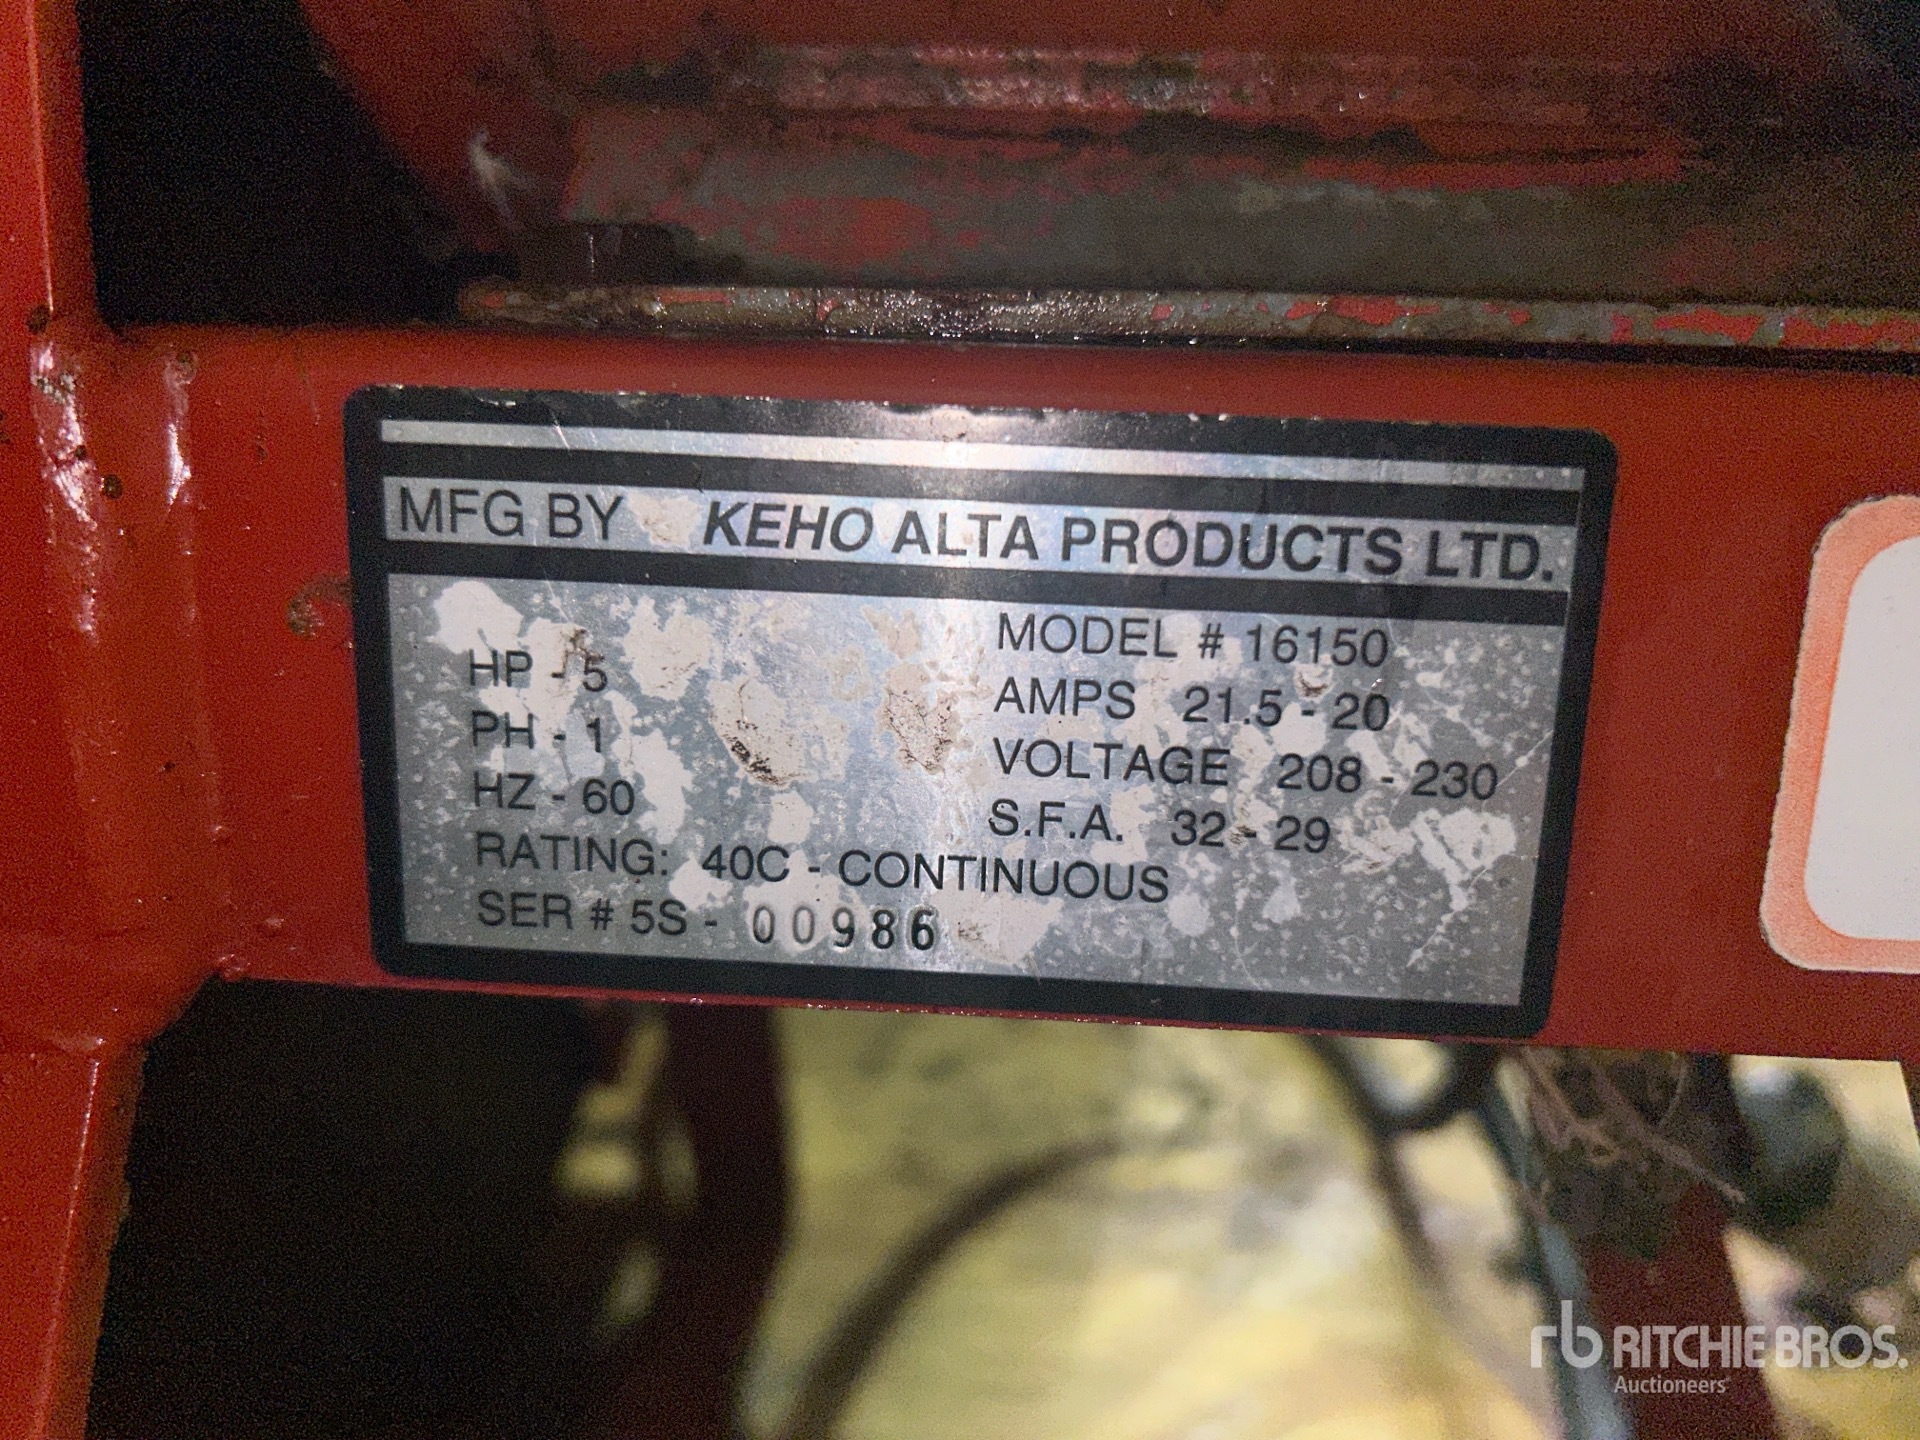 MFG BY KEHO ALTA PRODUCTS LTD.
MODEL # 16150
HP - 5
AMPS 21.5 - 20
PH - 1
VOLTAGE 208 - 230
HZ - 60
S.F.A. 32 - 29
RATING: 40C - CONTINUOUS
SER # 5S - 00986
rb RITCHIE BROS.
Auctioneers